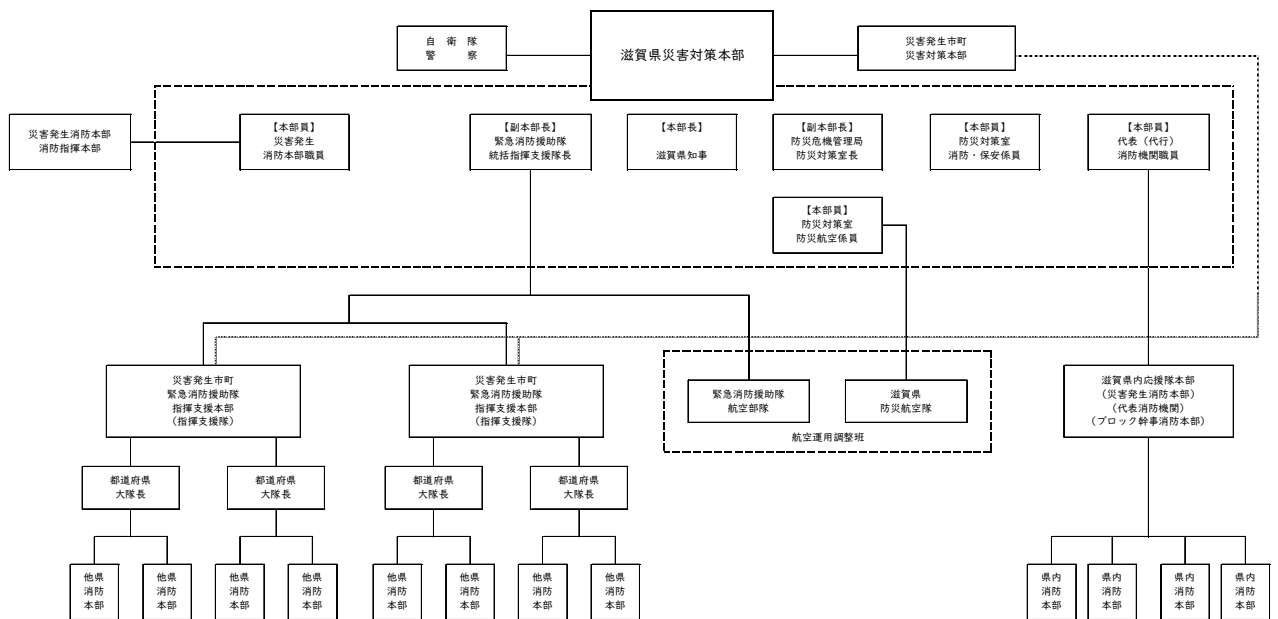 自衛隊
警察
滋賀県災害対策本部
災害発生市町
災害対策本部
災害発生消防本部
消防指揮本部
【本部員】
災害発生
消防本部職員
【副本部長】
緊急消防援助隊
統括指揮支援隊長
【本部長】
滋賀県知事
【副本部長】
防災危機管理局
防災対策室長
【本部員】
防災対策室
消防・保安係員
【本部員】
代表（代行）
消防機関職員
【本部員】
防災対策室
防災航空係員
災害発生市町
緊急消防援助隊
指揮支援本部
(指揮支援隊)
災害発生市町
緊急消防援助隊
指揮支援本部
(指揮支援隊)
緊急消防援助隊
航空部隊
滋賀県
防災航空隊
航空運用調整班
滋賀県内応援隊本部
(災害発生消防本部)
(代表消防機関)
(ブロック幹事消防本部)
都道府県
大隊長
都道府県
大隊長
都道府県
大隊長
都道府県
大隊長
他県
消防
本部
他県
消防
本部
他県
消防
本部
他県
消防
本部
他県
消防
本部
他県
消防
本部
他県
消防
本部
他県
消防
本部
県内
消防
本部
県内
消防
本部
県内
消防
本部
県内
消防
本部